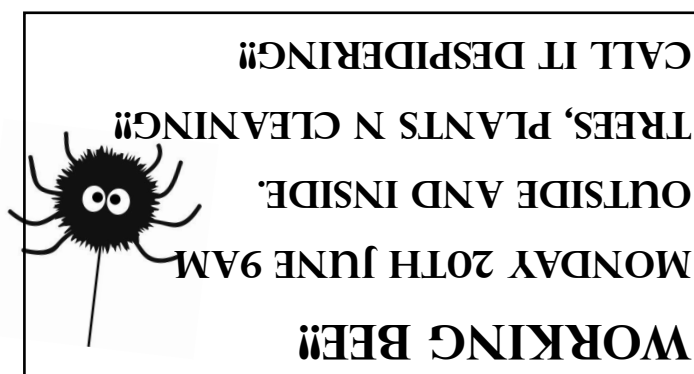 WORKING BEE!!
MONDAY 20TH JUNE 9AM
OUTSIDE AND INSIDE.
TREES, PLANTS N CLEANING!!
CALL IT DESPIDERING!!